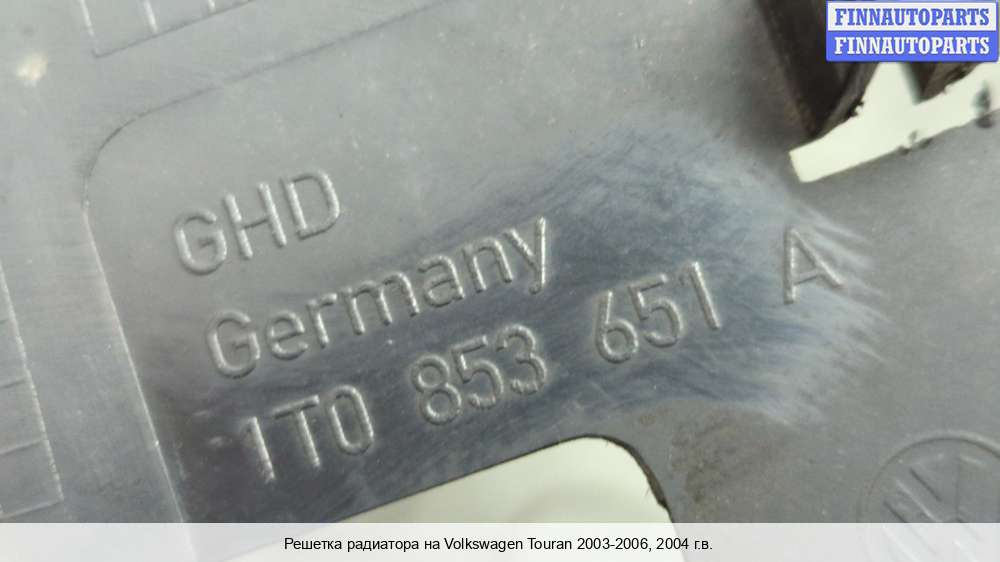 FINNAUTOPARTS
FINNAUTOPARTS
GHD
Germany
1T0 853 651 A
Решетка радиатора на Volkswagen Touran 2003-2006, 2004 г.в.